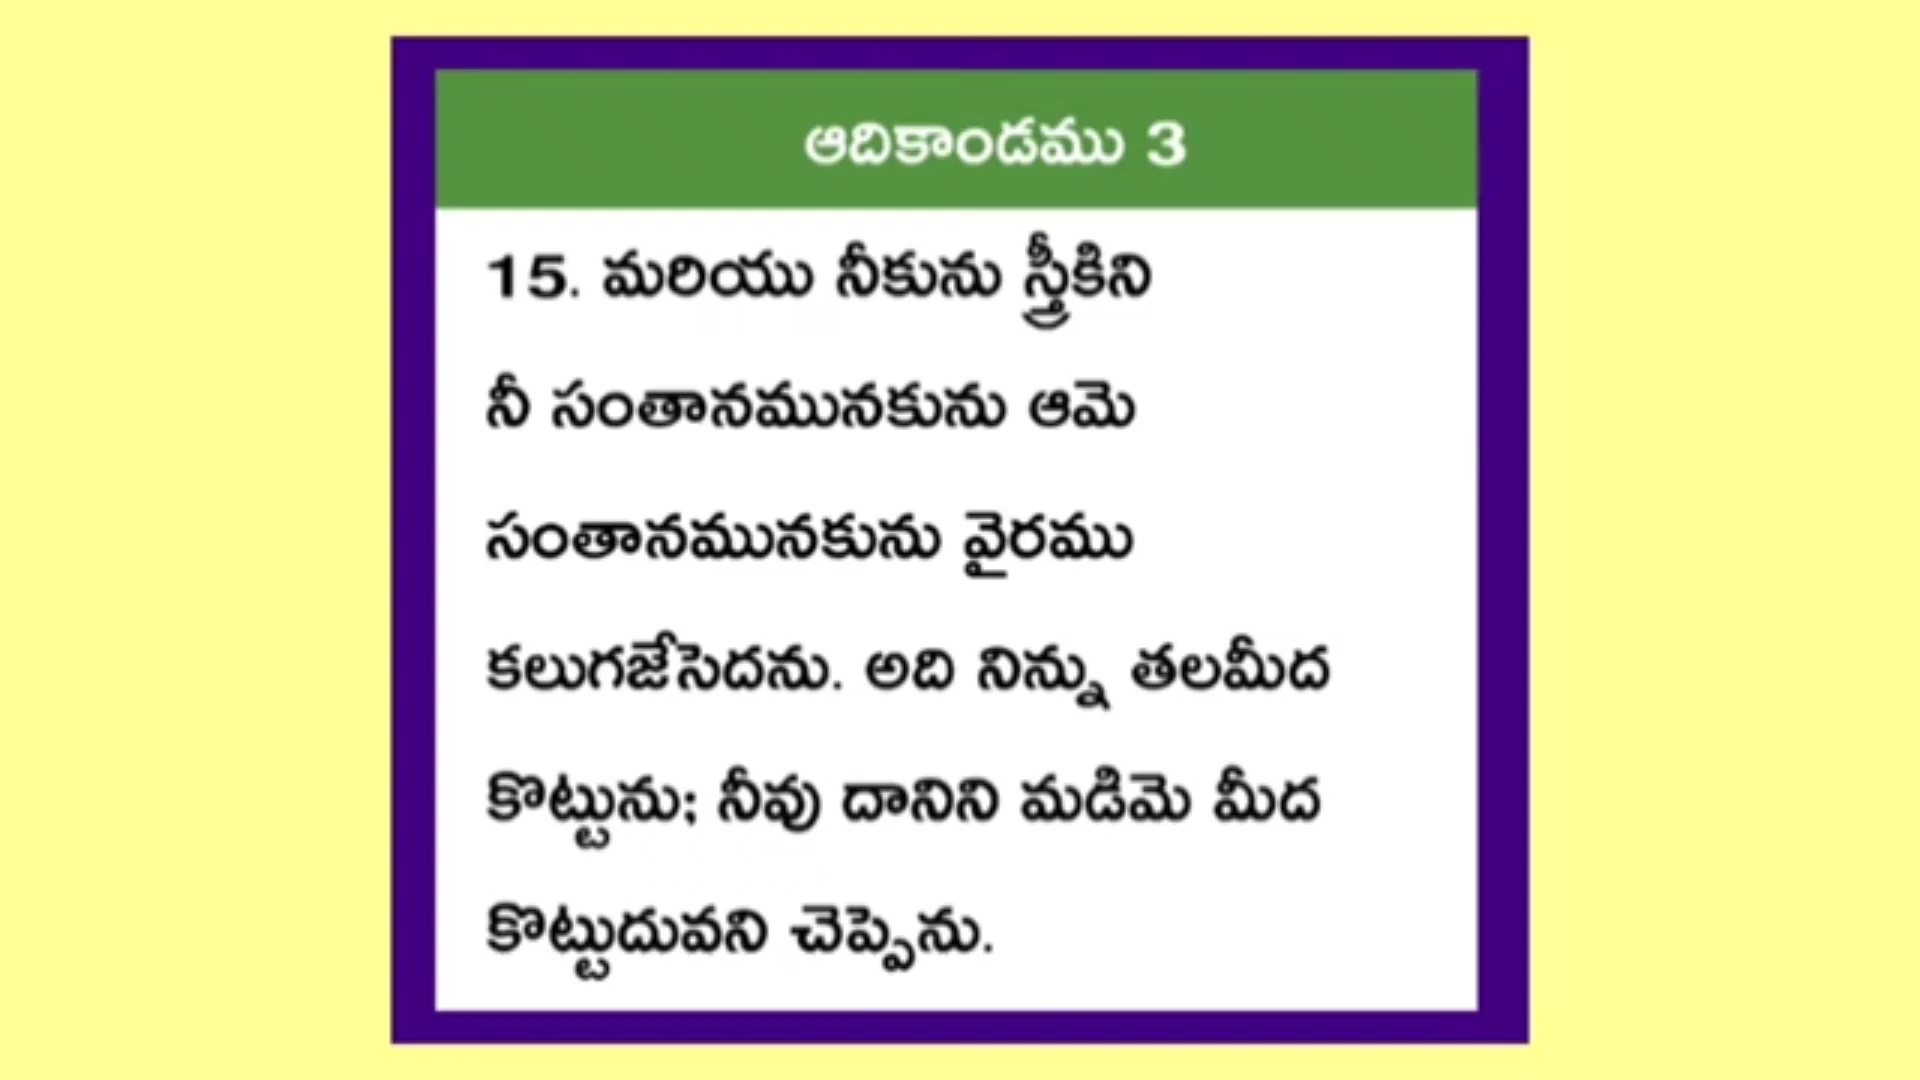 ఆదికాండము 3
15. మరియు నీకును స్త్రీకిని
నీ సంతానమునకును ఆమె
సంతానమునకును వైరము
కలుగజేసెదను. అది నిన్ను తలమీద
కొట్టును; నీవు దానిని మడిమె మీద
కొట్టుదువని చెప్పెను.